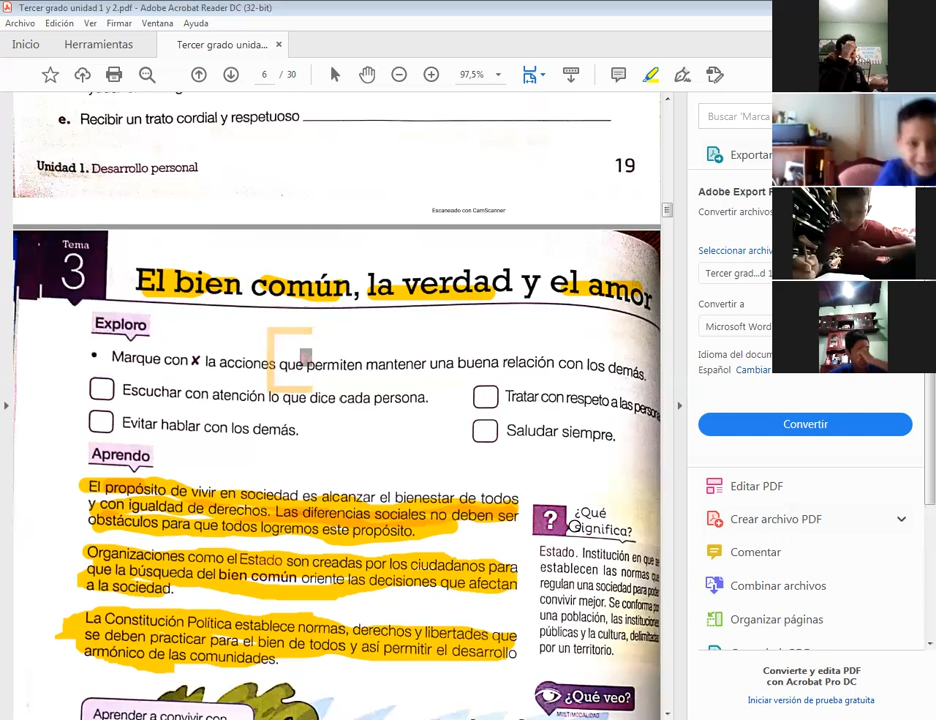 Tercer grado unidad 1 y 2.pdf - Adobe Acrobat Reader DC (32-bit)
Archivo Edición Ver Firmar Ventana Ayuda
Inicio Herramientas Tercer grado unida... ×
6 / 30 97,5%
e. Recibir un trato cordial y respetuoso
Unidad 1. Desarrollo personal 19
Escaneado con CamScanner
Tema
3
El bien común, la verdad y el amor
Exploro
• Marque con ✘ la acciones que permiten mantener una buena relación con los demás.
Escuchar con atención lo que dice cada persona.
Tratar con respeto a las
Evitar hablar con los demás.
Saludar siempre.
Aprendo
El propósito de vivir en sociedad es alcanzar el bienestar de todos
y con igualdad de derechos. Las diferencias sociales no deben ser
obstáculos para que todos logremos este propósito.
Organizaciones como el Estado son creadas por los ciudadanos para
que la búsqueda del bien común oriente las decisiones que afectan
a la sociedad.
La Constitución Política establece normas, derechos y libertades que
se deben practicar para el bien de todos y así permitir el desarrollo
armónico de las comunidades.
Aprender a convivir con
?
¿Qué
significa?
Estado. Institución en que se
establecen las normas que
regulan una sociedad para poder
convivir mejor. Se conforma por
una población, las instituciones
públicas y la cultura, delimitadas
por un territorio.
¿Qué veo?
MISTIMODALIDAD
Buscar 'Marca
Exportar
Adobe Export P
Convertir archivos
Seleccionar archiv
Tercer grad...d 1
Convertir a
Microsoft Word
Idioma del docum
Español Cambiar
Convertir
Editar PDF
Crear archivo PDF
Comentar
Combinar archivos
Organizar páginas
Convierte y edita PDF
con Acrobat Pro DC
Iniciar versión de prueba gratuita